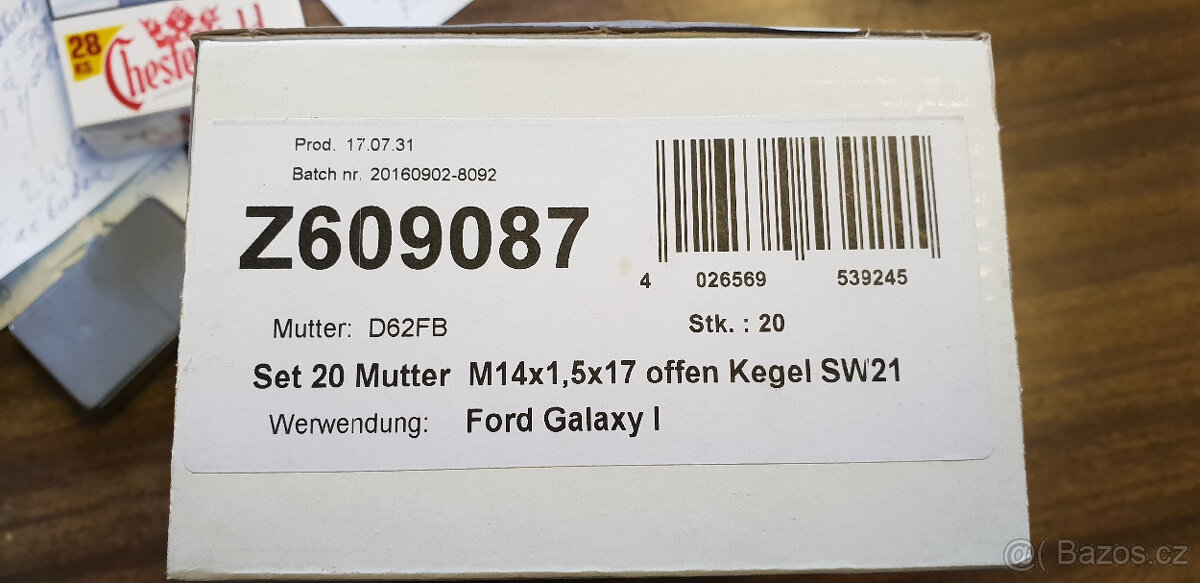 28
KS
Cheste
Prod. 17.07.31
Batch nr. 20160902-8092
Z609087
4 026569 539245
Mutter: D62FB
Stk. : 20
Set 20 Mutter M14x1,5x17 offen Kegel SW21
Werwendung: Ford Galaxy I
@( Bazos.cz